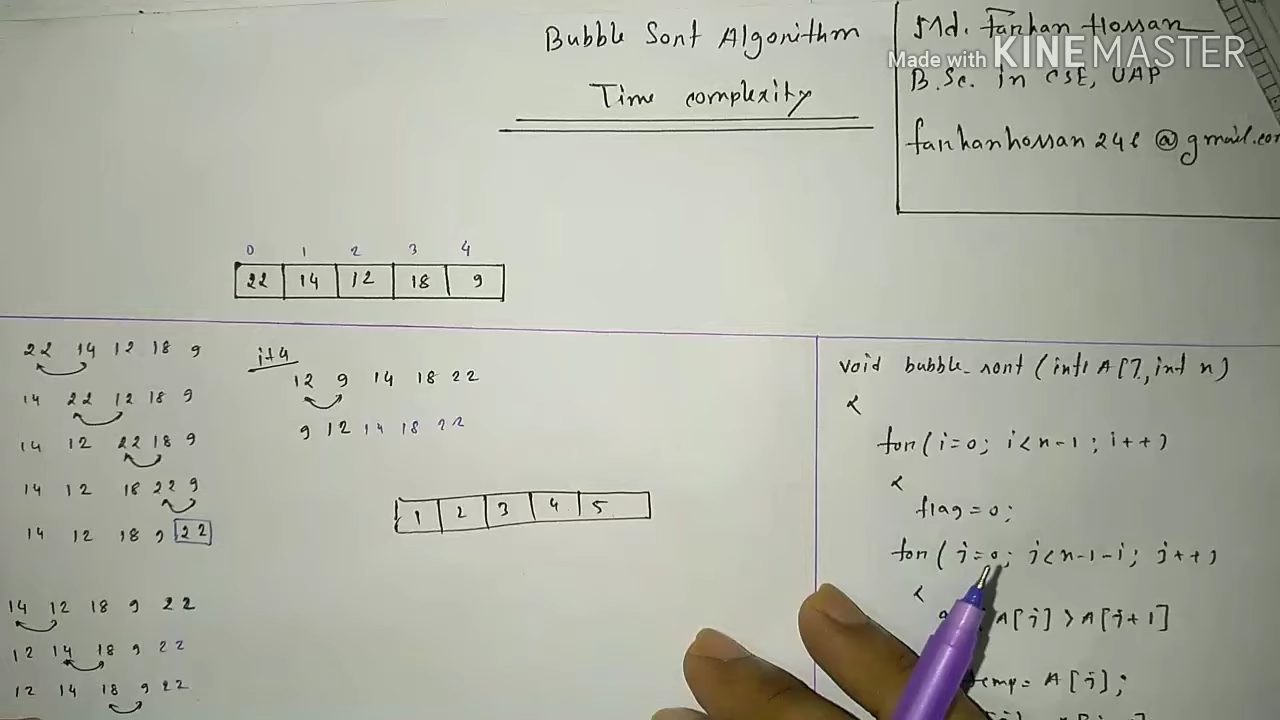 Bubble Sort Algorithm
Time complexity
Md. Farhan Hossan
Made with KINEMASTER
B.Sc. in CSE, UAP
farhanhossan248@gmail.com
0 1 2 3 4
22 14 12 18 9
22 14 12 18 9
14 22 12 18 9
14 12 22 18 9
14 12 18 22 9
14 12 18 9 22
14 12 18 9 22
12 14 18 9 22
12 14 18 9 22
it4
12 9 14 18 22
9 12 14 18 22
1 2 3 4 5
void bubble_sort (int A[], int n)
{
for(i=0; i<n-1; i++)
{
flag=0;
for(j=0; j<n-1-i; j++)
{
A[j]>A[j+1]
temp= A[j];